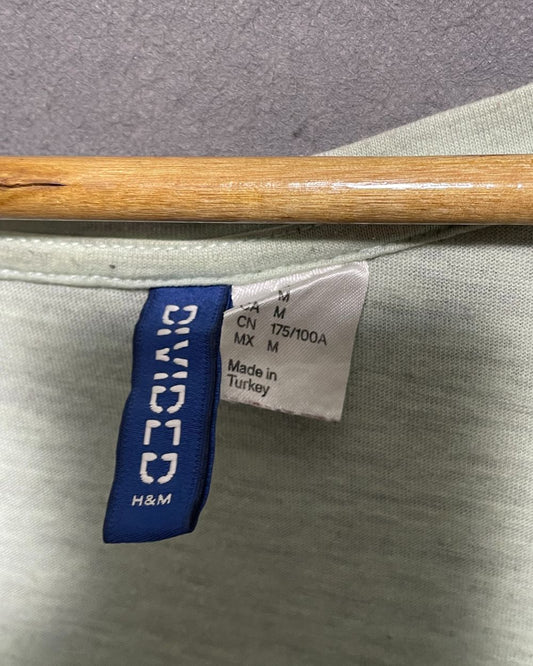 DIVIDED
H&M
M
CA M
CN 175/100A
MX M
Made in
Turkey